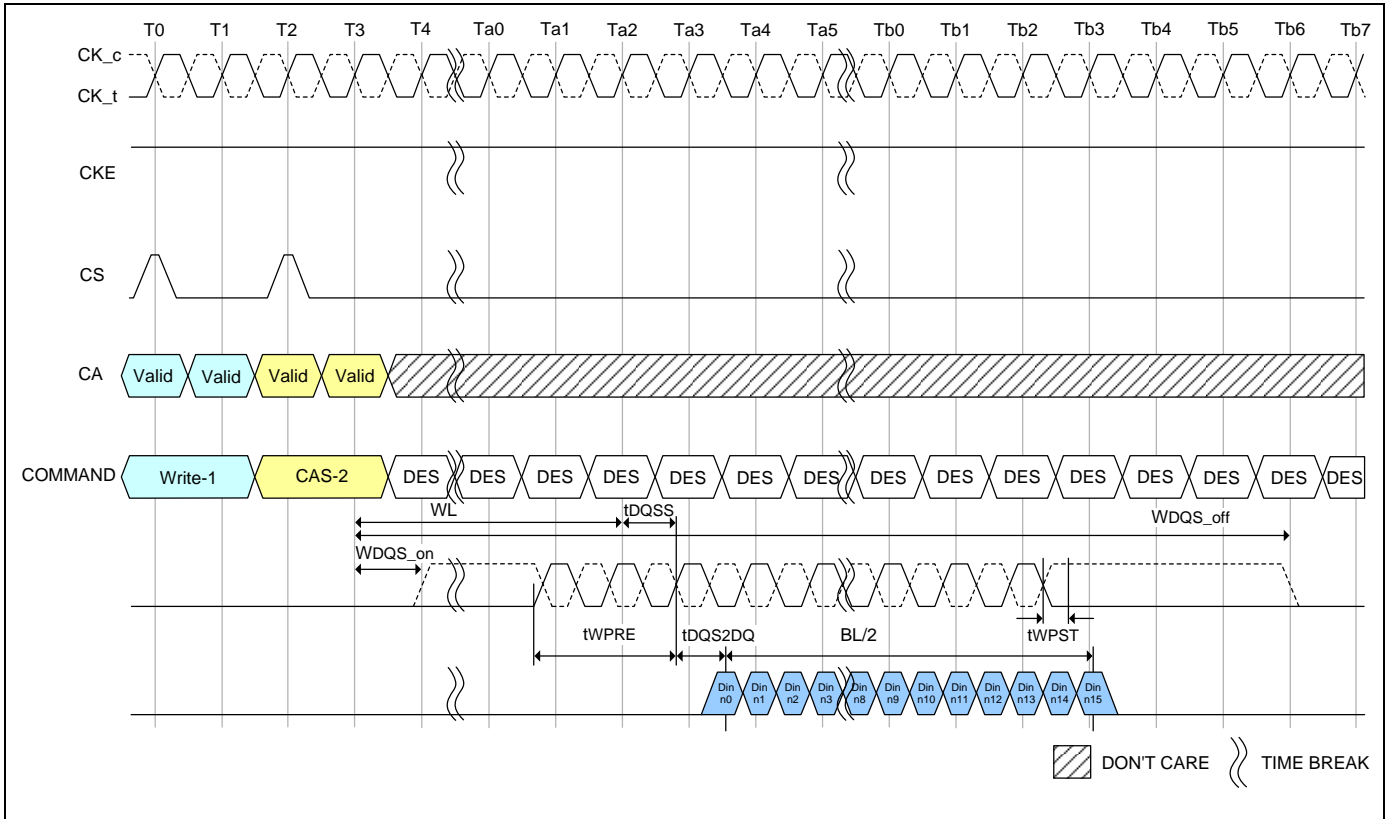 T0 T1 T2 T3 T4 Ta0 Ta1 Ta2 Ta3 Ta4 Ta5 Tb0 Tb1 Tb2 Tb3 Tb4 Tb5 Tb6 Tb7
CK_c
CK_t
CKE
CS
CA Valid Valid Valid Valid
COMMAND Write-1 CAS-2 DES DES DES DES DES DES DES DES DES DES DES DES DES DES DES
WL tDQSS WDQS_off
WDQS_on
tWPRE tDQS2DQ BL/2 tWPST
Din Din Din Din Din Din Din Din Din Din Din Din
n0 n1 n2 n3 n8 n9 n10 n11 n12 n13 n14 n15
DON'T CARE TIME BREAK